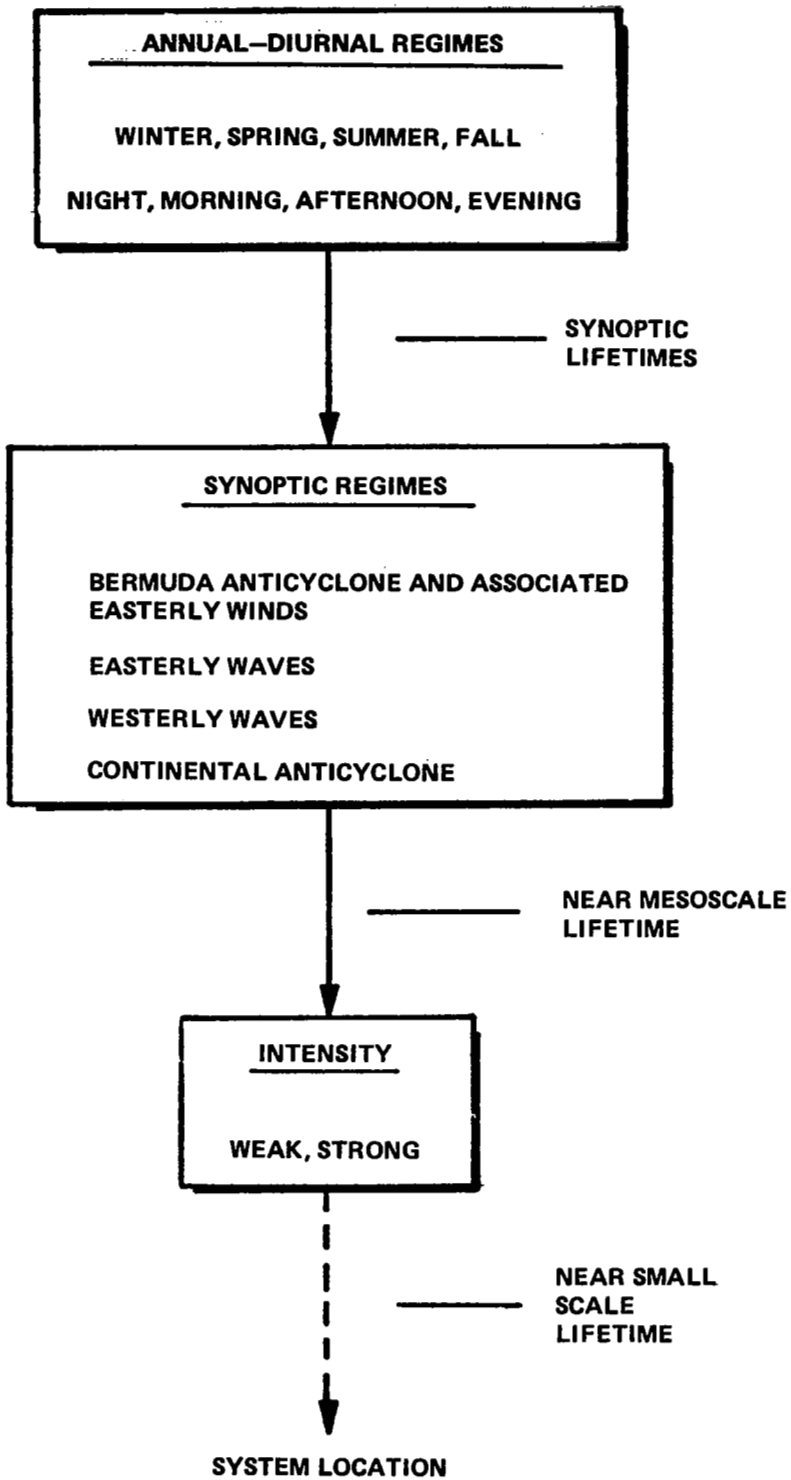 ANNUAL–DIURNAL REGIMES
WINTER, SPRING, SUMMER, FALL
NIGHT, MORNING, AFTERNOON, EVENING
SYNOPTIC
LIFETIMES
SYNOPTIC REGIMES
BERMUDA ANTICYCLONE AND ASSOCIATED
EASTERLY WINDS
EASTERLY WAVES
WESTERLY WAVES
CONTINENTAL ANTICYCLONE
NEAR MESOSCALE
LIFETIME
INTENSITY
WEAK, STRONG
NEAR SMALL
SCALE
LIFETIME
SYSTEM LOCATION